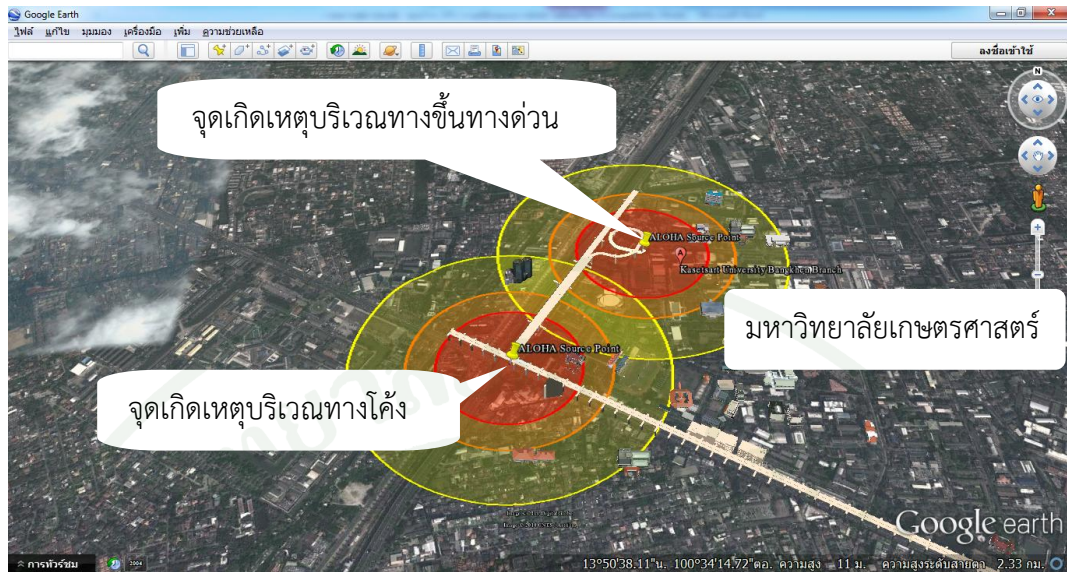 Google Earth
ไฟล์ แก้ไข มุมมอง เครื่องมือ เพิ่ม ความช่วยเหลือ
ลงชื่อเข้าใช้
N
จุดเกิดเหตุบริเวณทางขึ้นทางด่วน
ALOHA Source Point
A
Kasetsart University Bangkhen Branch
มหาวิทยาลัยเกษตรศาสตร์
ALOHA Source Point
จุดเกิดเหตุบริเวณทางโค้ง
Google earth
การทัวร์ชม 2004 13°50'38.11"น. 100°34'14.72"ตอ. ความสูง 11 ม. ความสูงระดับสายตา 2.33 กม.